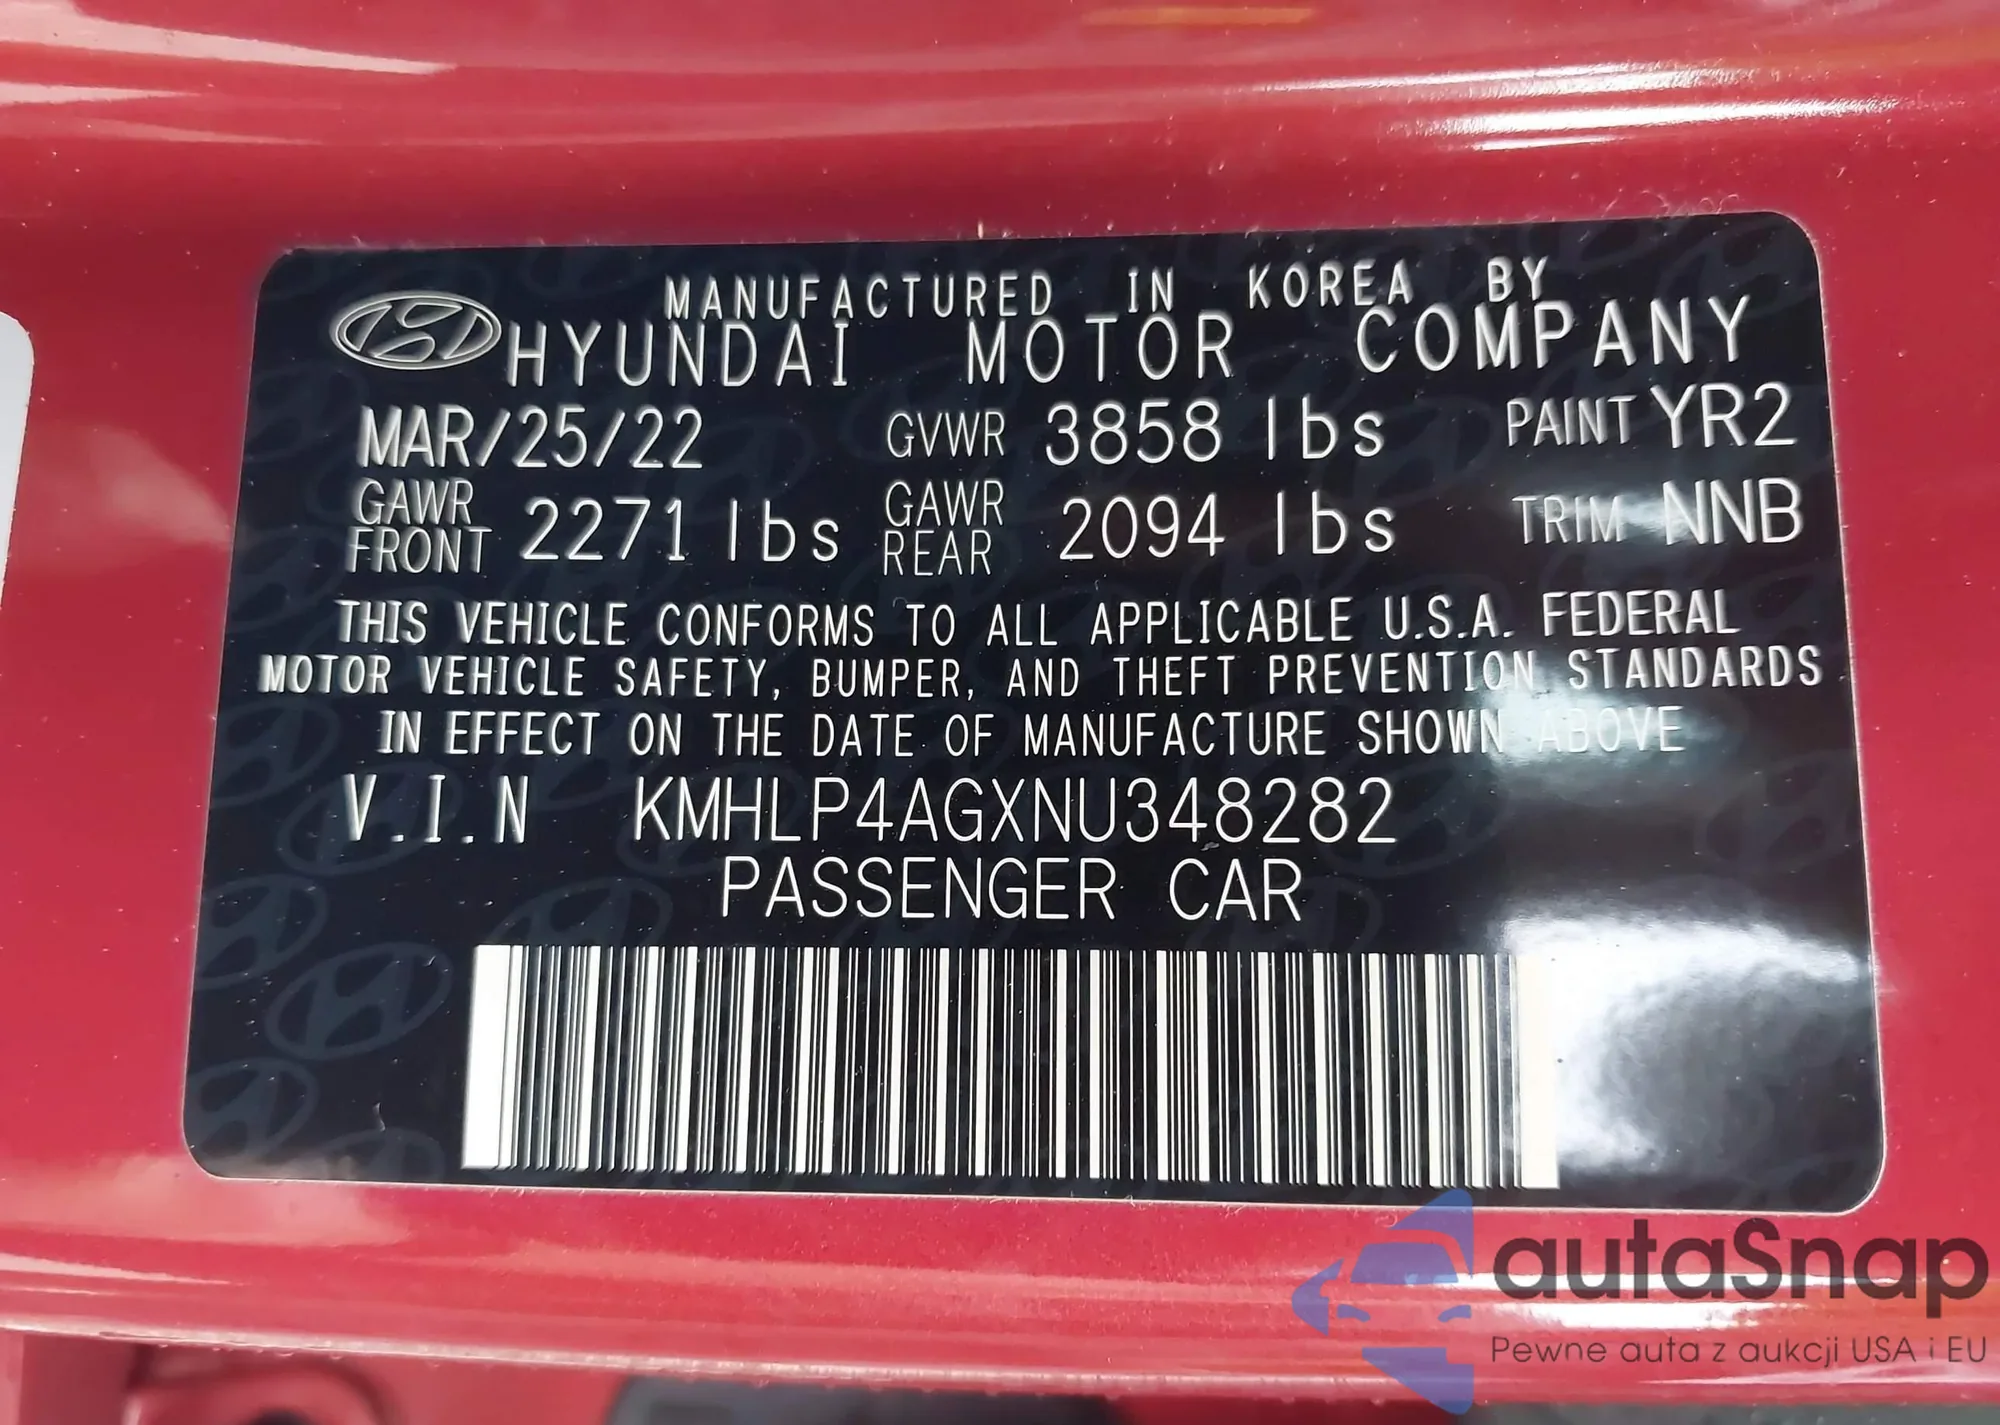 MANUFACTURED IN KOREA BY
HYUNDAI MOTOR COMPANY
MAR/25/22 GVWR 3858 lbs PAINT YR2
GAWR FRONT 2271 lbs GAWR REAR 2094 lbs TRIM NNB
THIS VEHICLE CONFORMS TO ALL APPLICABLE U.S.A. FEDERAL
MOTOR VEHICLE SAFETY, BUMPER, AND THEFT PREVENTION STANDARDS
IN EFFECT ON THE DATE OF MANUFACTURE SHOWN ABOVE
V.I.N KMHLP4AGXNU348282
PASSENGER CAR
autaSnap
Pewne auta z aukcji USA i EU